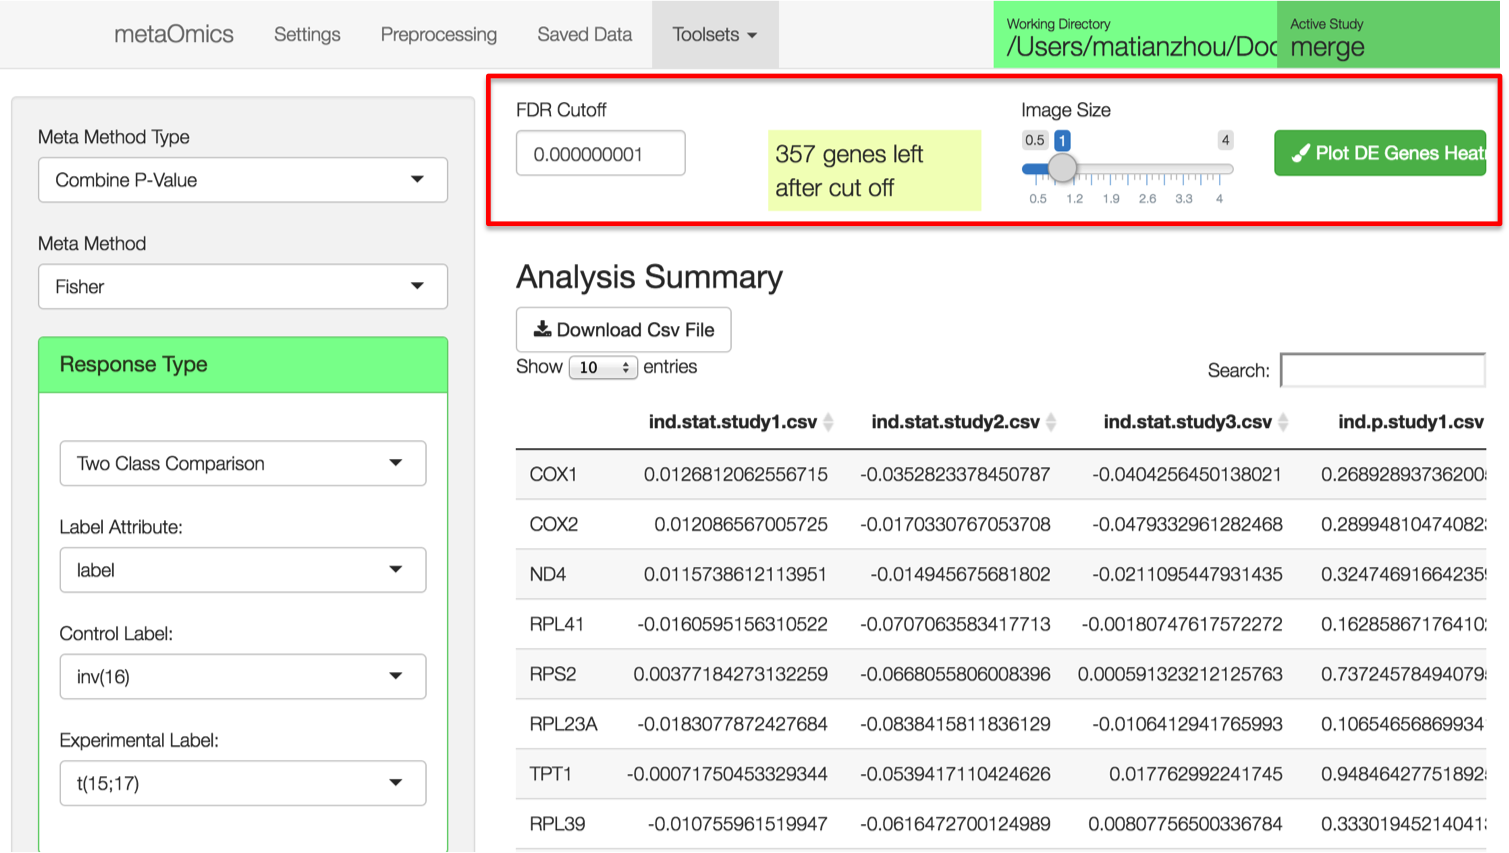 metaOmics Settings Preprocessing Saved Data Toolsets
Working Directory
/Users/matianzhou/Doc
Active Study
merge
Meta Method Type
Combine P-Value
Meta Method
Fisher
Response Type
Two Class Comparison
Label Attribute:
label
Control Label:
inv(16)
Experimental Label:
t(15;17)
FDR Cutoff
0.000000001
357 genes left
after cut off
Image Size
0.5 1 4
0.5 1.2 1.9 2.6 3.3 4
Plot DE Genes Heat
Analysis Summary
Download Csv File
Show 10 entries
Search:
ind.stat.study1.csv ind.stat.study2.csv ind.stat.study3.csv ind.p.study1.csv
COX1 0.0126812062556715 -0.0352823378450787 -0.0404256450138021 0.268928937362005
COX2 0.012086567005725 -0.0170330767053708 -0.0479332961282468 0.28994810474082
ND4 0.0115738612113951 -0.014945675681802 -0.0211095447931435 0.32474691664235
RPL41 -0.0160595156310522 -0.0707063583417713 -0.00180747617572272 0.16285867176410
RPS2 0.00377184273132259 -0.0668055806008396 0.000591323212125763 0.73724578494079
RPL23A -0.0183077872427684 -0.0838415811836129 -0.0106412941765993 0.10654656869934
TPT1 -0.00071750453329344 -0.0539417110424626 0.017762992241745 0.94846427751892
RPL39 -0.010755961519947 -0.0616472700124989 0.00807756500336784 0.33301945214041